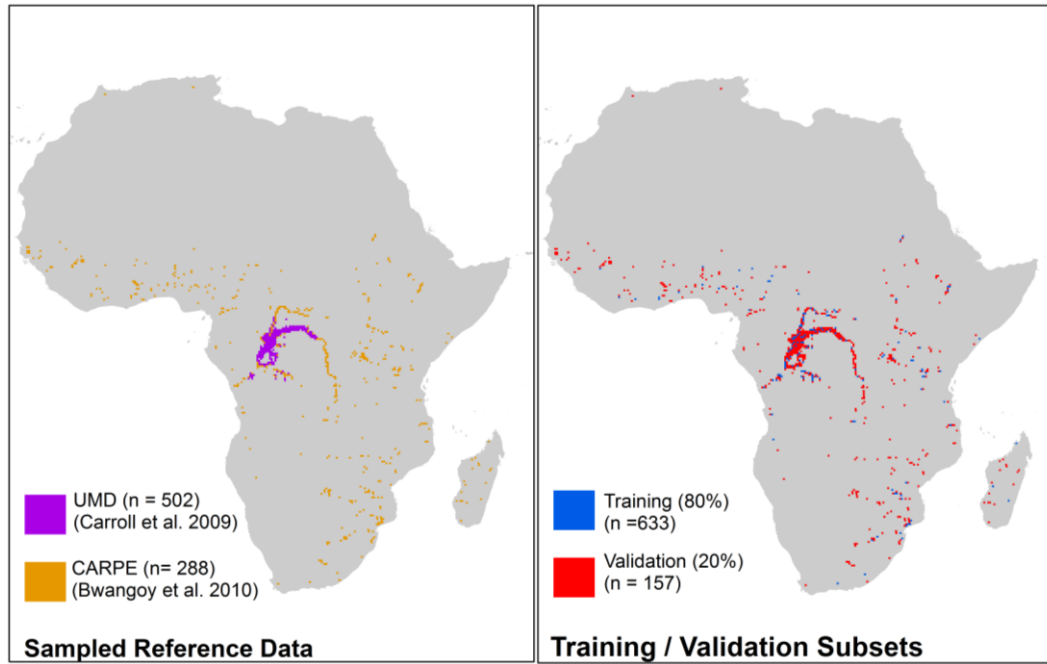 UMD (n = 502)
(Carroll et al. 2009)
CARPE (n= 288)
(Bwangoy et al. 2010)
Sampled Reference Data
Training (80%)
(n =633)
Validation (20%)
(n = 157)
Training / Validation Subsets